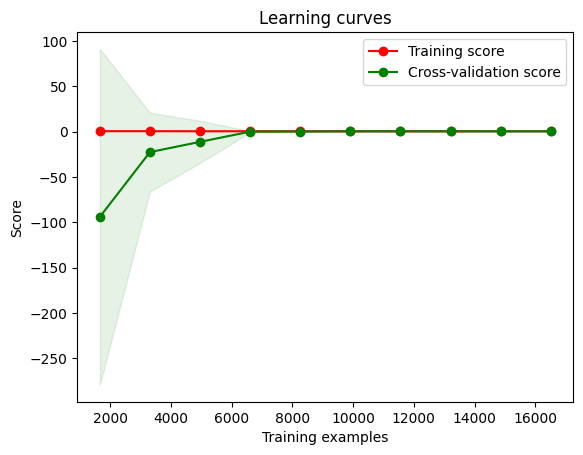 Learning curves
Training score
Cross-validation score
Score
100
50
0
−50
−100
−150
−200
−250
2000 4000 6000 8000 10000 12000 14000 16000
Training examples